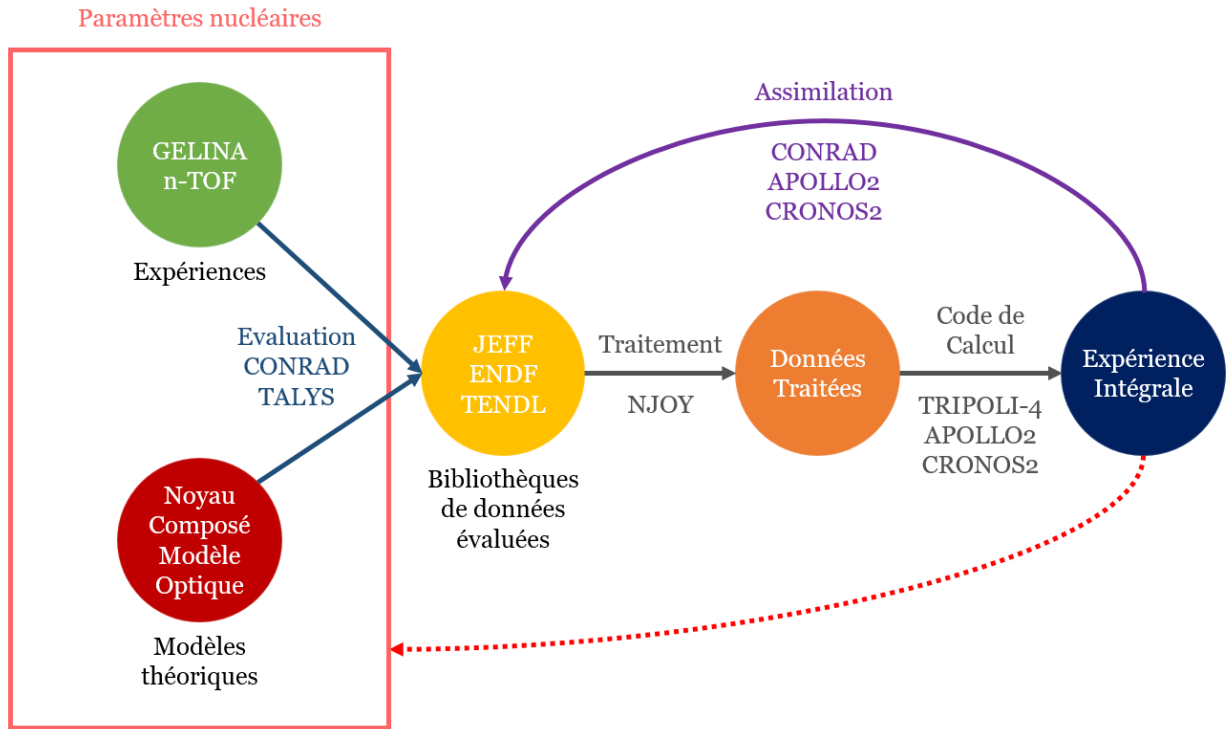 Paramètres nucléaires
GELINA
n-TOF
Expériences
Evaluation
CONRAD
TALYS
Noyau
Composé
Modèle
Optique
Modèles
théoriques
JEFF
ENDF
TENDL
Bibliothèques
de données
évaluées
Traitement
NJOY
Données
Traitées
Assimilation
CONRAD
APOLLO2
CRONOS2
Code de
Calcul
TRIPOLI-4
APOLLO2
CRONOS2
Expérience
Intégrale